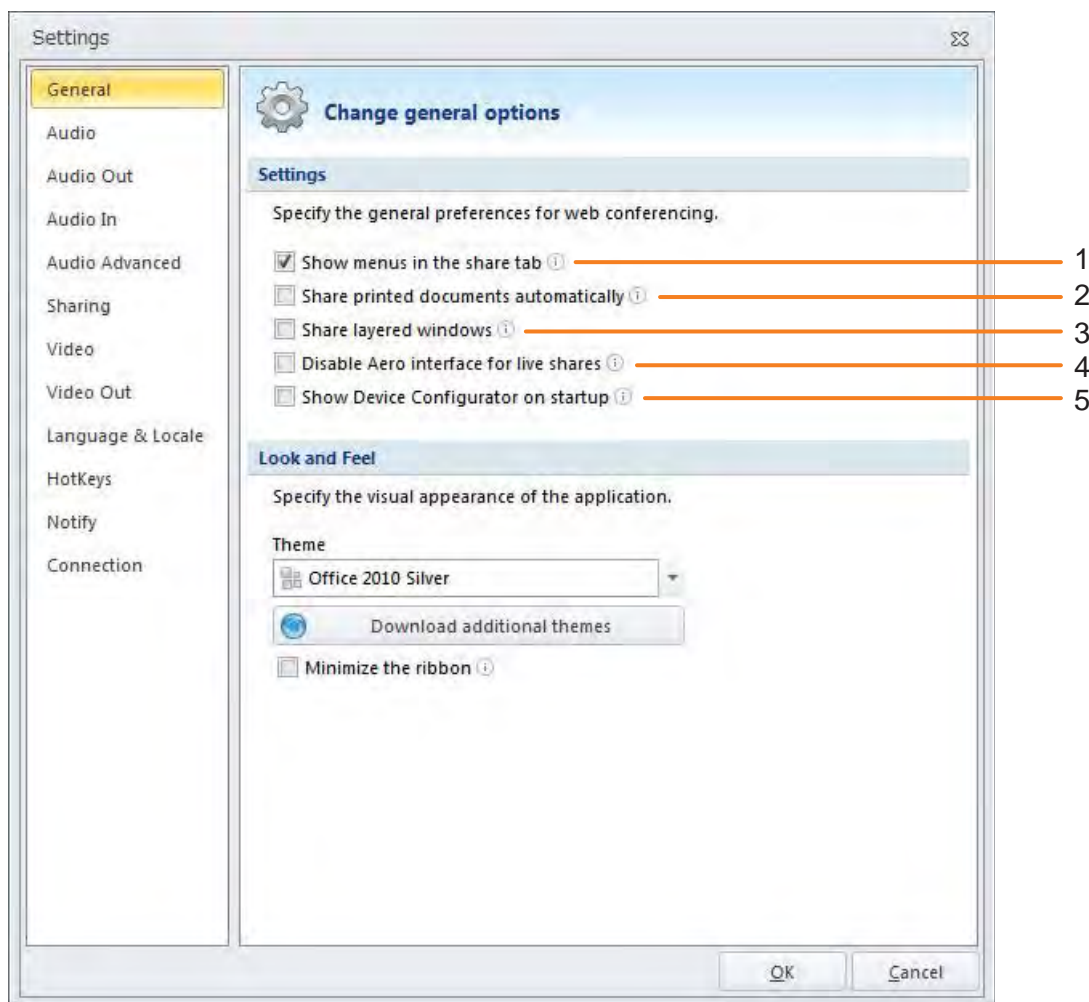 Settings
General
Audio
Audio Out
Audio In
Audio Advanced
Sharing
Video
Video Out
Language & Locale
HotKeys
Notify
Connection
Change general options
Settings
Specify the general preferences for web conferencing.
Show menus in the share tab
1
Share printed documents automatically
2
Share layered windows
3
Disable Aero interface for live shares
4
Show Device Configurator on startup
5
Look and Feel
Specify the visual appearance of the application.
Theme
Office 2010 Silver
Download additional themes
Minimize the ribbon
OK
Cancel